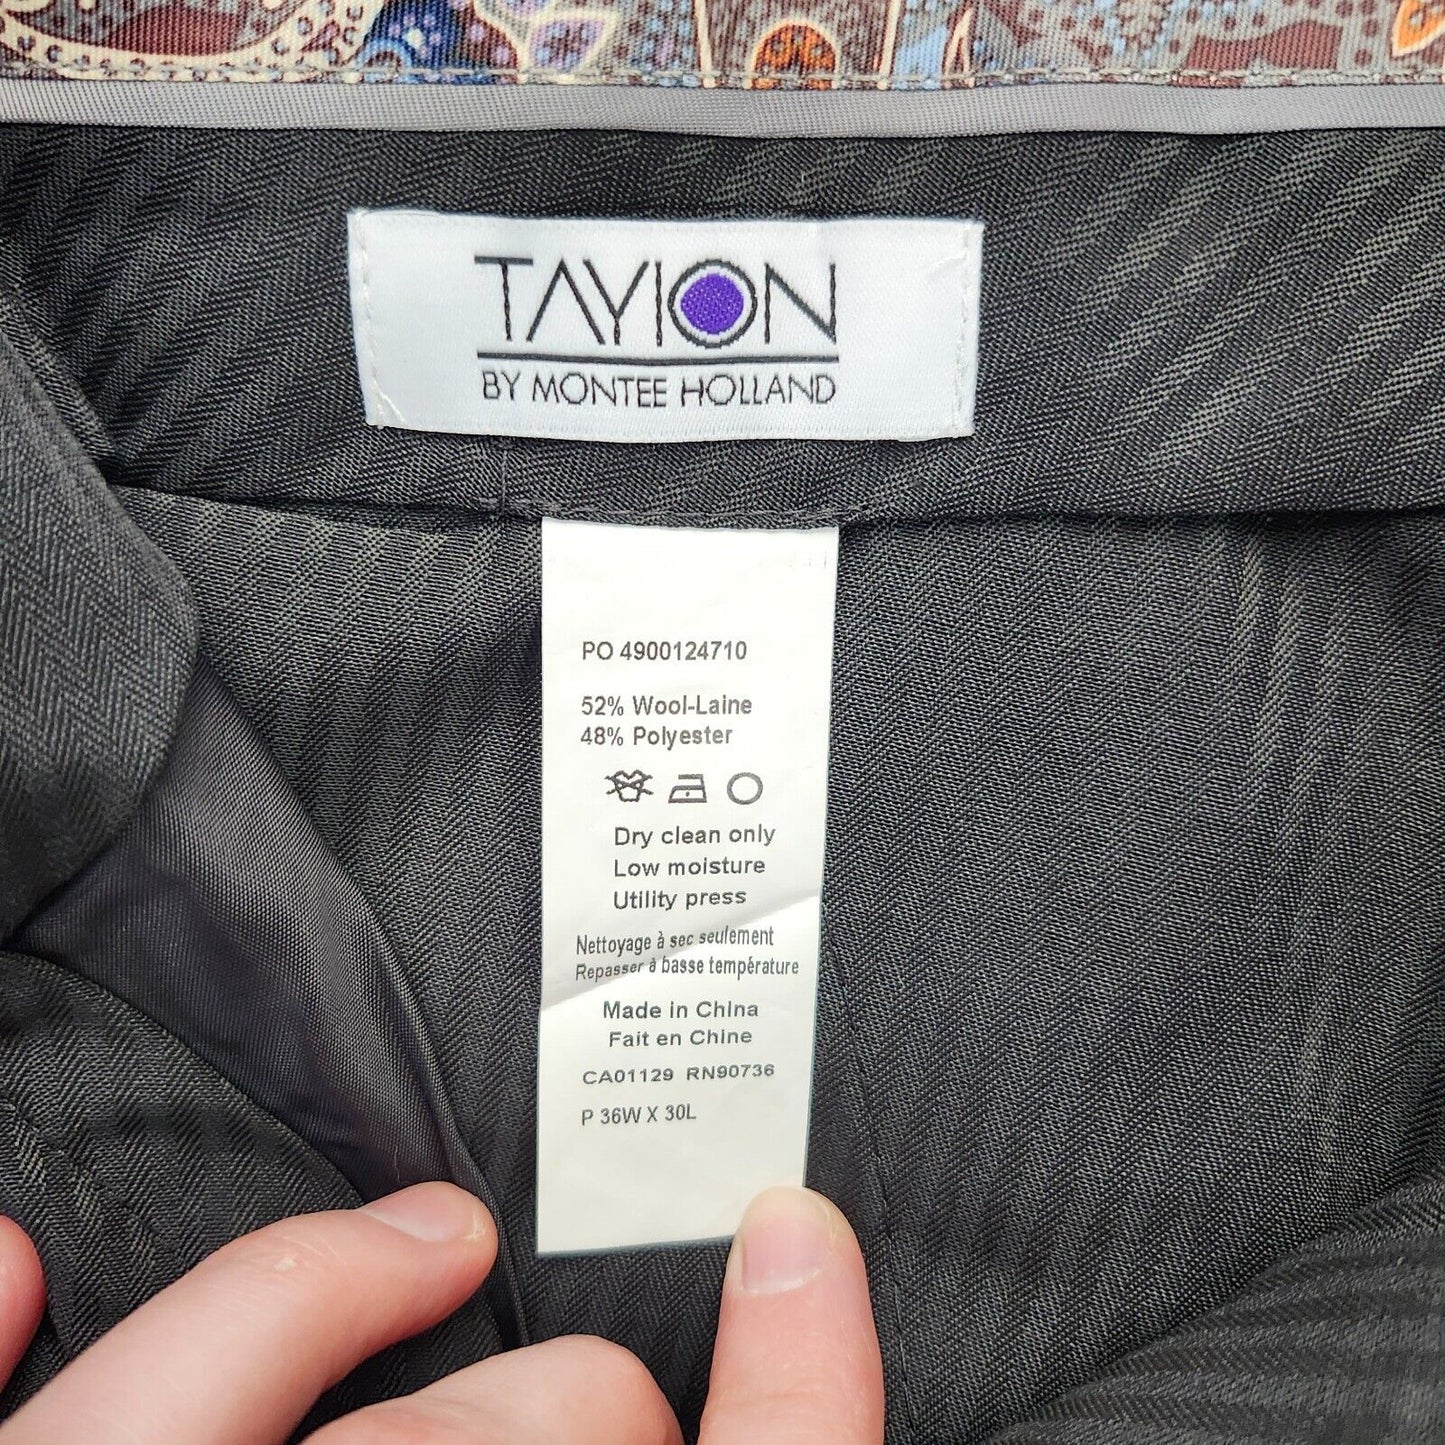 TAYION
BY MONTEE HOLLAND
PO 4900124710
52% Wool-Laine
48% Polyester
Dry clean only
Low moisture
Utility press
Nettoyage à sec seulement
Repasser à basse température
Made in China
Fait en Chine
CA01129 RN90736
P 36W X 30L